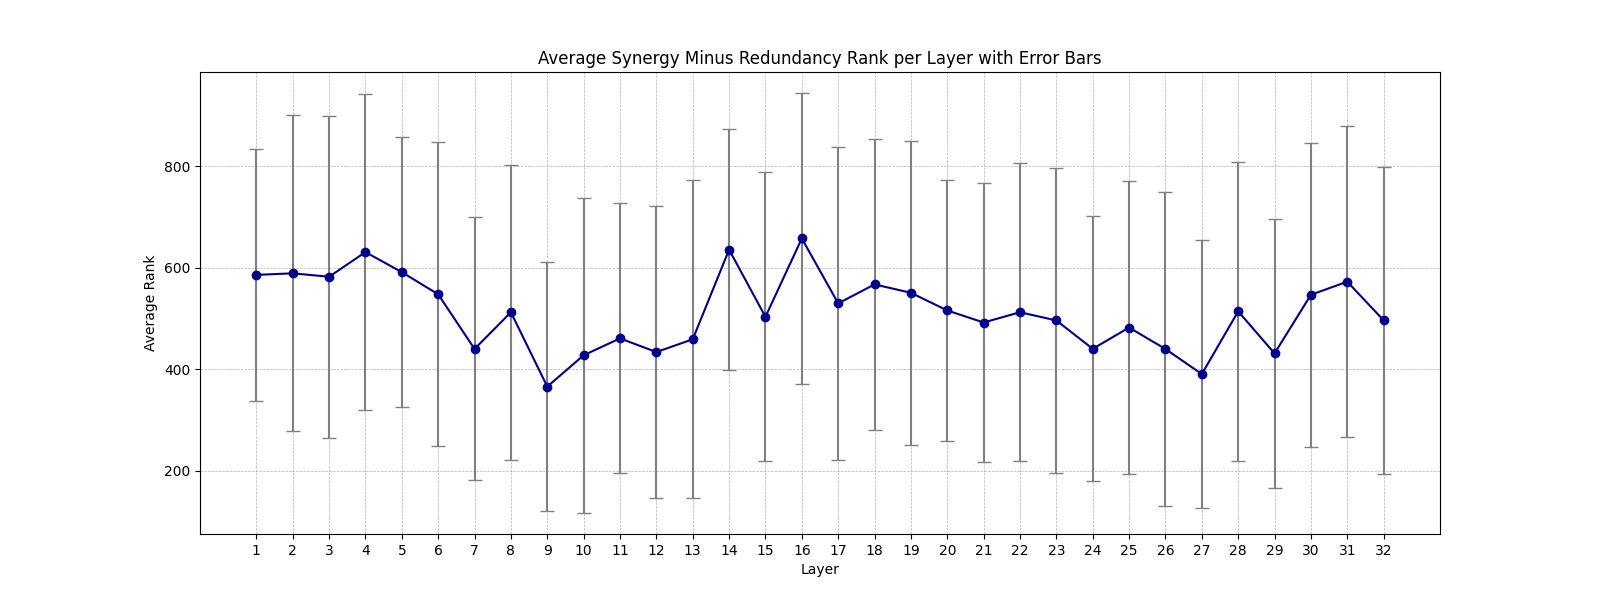 Average Synergy Minus Redundancy Rank per Layer with Error Bars
Average Rank
800
600
400
200
1 2 3 4 5 6 7 8 9 10 11 12 13 14 15 16 17 18 19 20 21 22 23 24 25 26 27 28 29 30 31 32
Layer